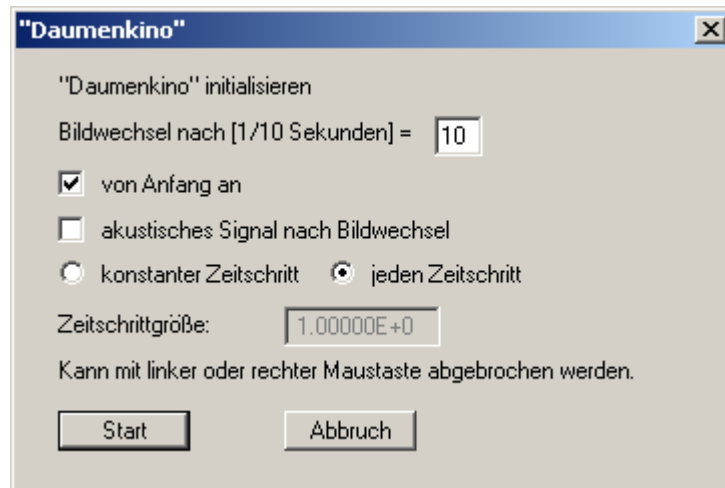 "Daumenkino"
"Daumenkino" initialisieren
Bildwechsel nach [1/10 Sekunden] = 10
von Anfang an
akustisches Signal nach Bildwechsel
konstanter Zeitschritt jeden Zeitschritt
Zeitschrittgröße: 1.00000E+0
Kann mit linker oder rechter Maustaste abgebrochen werden.
Start Abbruch